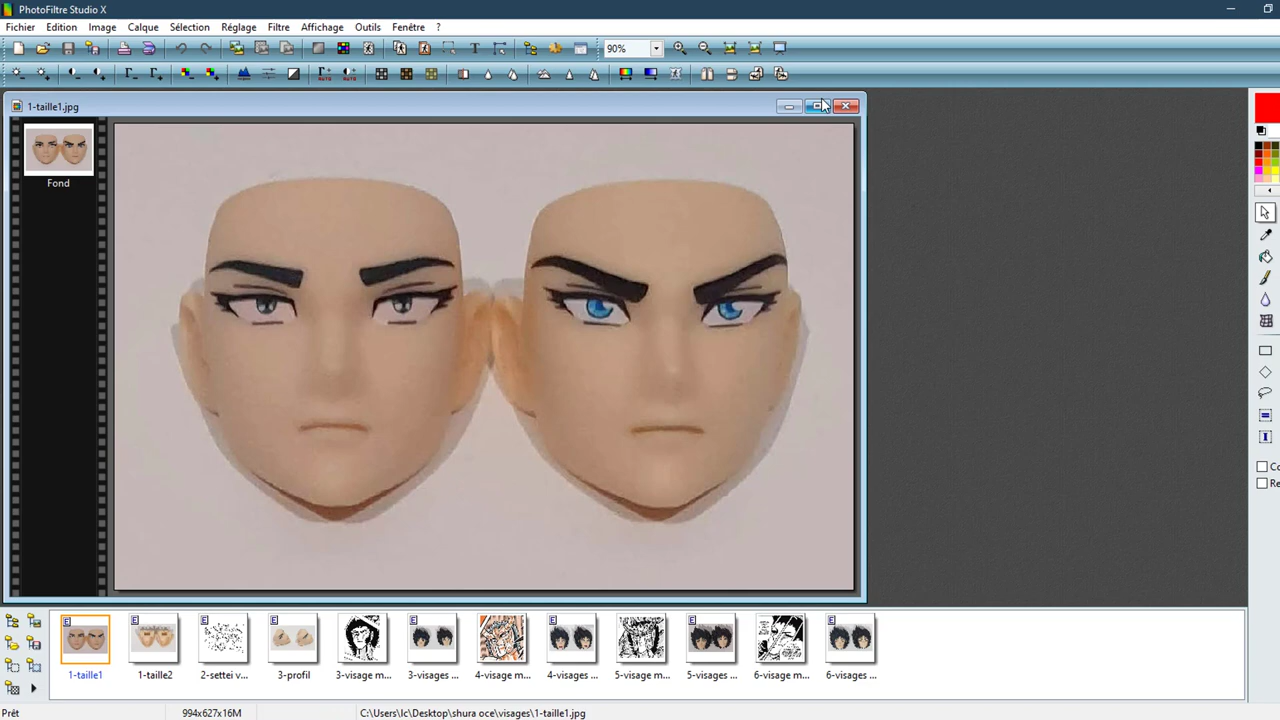 PhotoFiltre Studio X
Fichier Edition Image Calque Sélection Réglage Filtre Affichage Outils Fenêtre ?
90%
1-taille1.jpg
Fond
Co
Re
1-taille1 1-taille2 2-settei v... 3-profil 3-visage m... 3-visages ... 4-visage m... 4-visages ... 5-visage m... 5-visages ... 6-visage m... 6-visages ...
Prêt 994x627x16M C:\Users\lc\Desktop\shura oce\visages\1-taille1.jpg